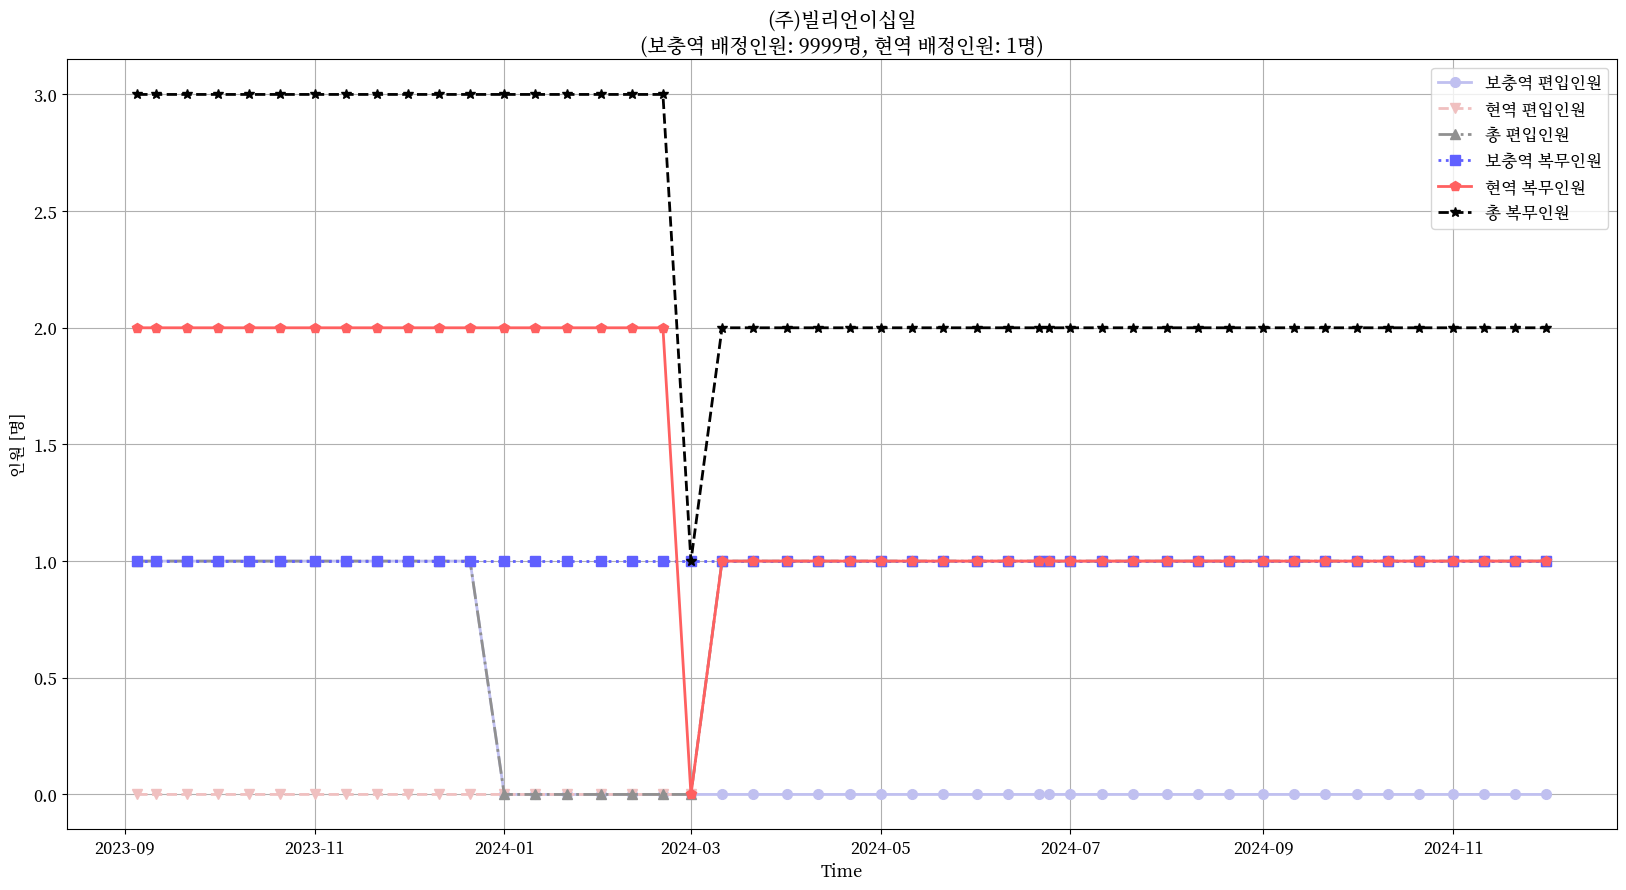 (주)빌리언이십일
(보충역 배정인원: 9999명, 현역 배정인원: 1명)
보충역 편입인원
현역 편입인원
총 편입인원
보충역 복무인원
현역 복무인원
총 복무인원
인원 [명]
3.0
2.5
2.0
1.5
1.0
0.5
0.0
2023-09 2023-11 2024-01 2024-03 2024-05 2024-07 2024-09 2024-11
Time